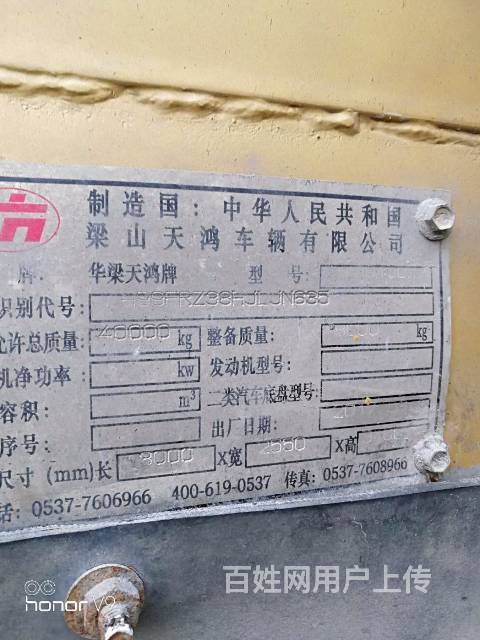 制造国：中华人民共和国
梁山天鸿车辆有限公司
牌：华梁天鸿牌 型 号：
识别代号：
允许总质量：40000 kg 整备质量： kg
机净功率： kw 发动机型号：
容积： m³ 二类汽车底盘型号：
序号： 出厂日期：
尺寸 (mm) 长 13000 X宽 2550 X高
话：0537-7606966 400-619-0537 传真：0537-7608966
百姓网用户上传
honor V9